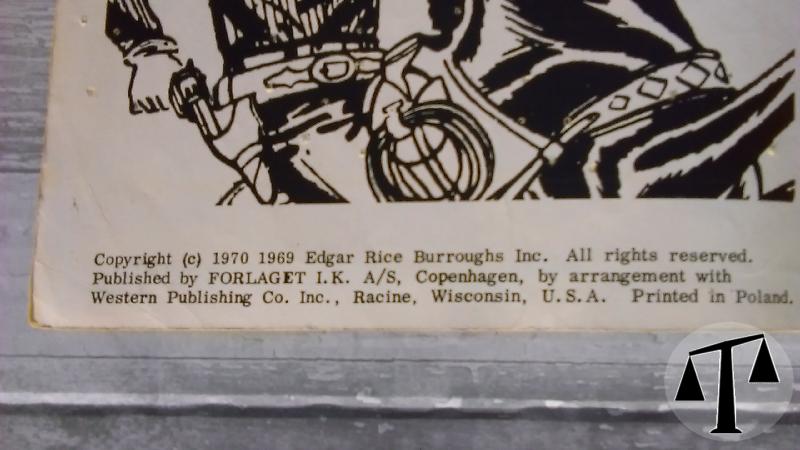 Copyright (c) 1970 1969 Edgar Rice Burroughs Inc. All rights reserved.
Published by FORLAGET I.K. A/S, Copenhagen, by arrangement with
Western Publishing Co. Inc., Racine, Wisconsin, U.S.A. Printed in Poland.